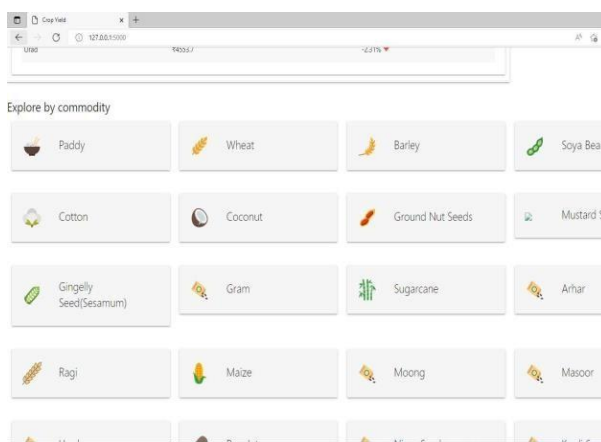 Crop Yield
127.0.0.1:5000
Urad ₹4553.7 -2.31%
Explore by commodity
Paddy Wheat Barley Soya Bea
Cotton Coconut Ground Nut Seeds Mustard S
Gingelly
Seed(Sesamum) Gram Sugarcane Arhar
Ragi Maize Moong Masoor